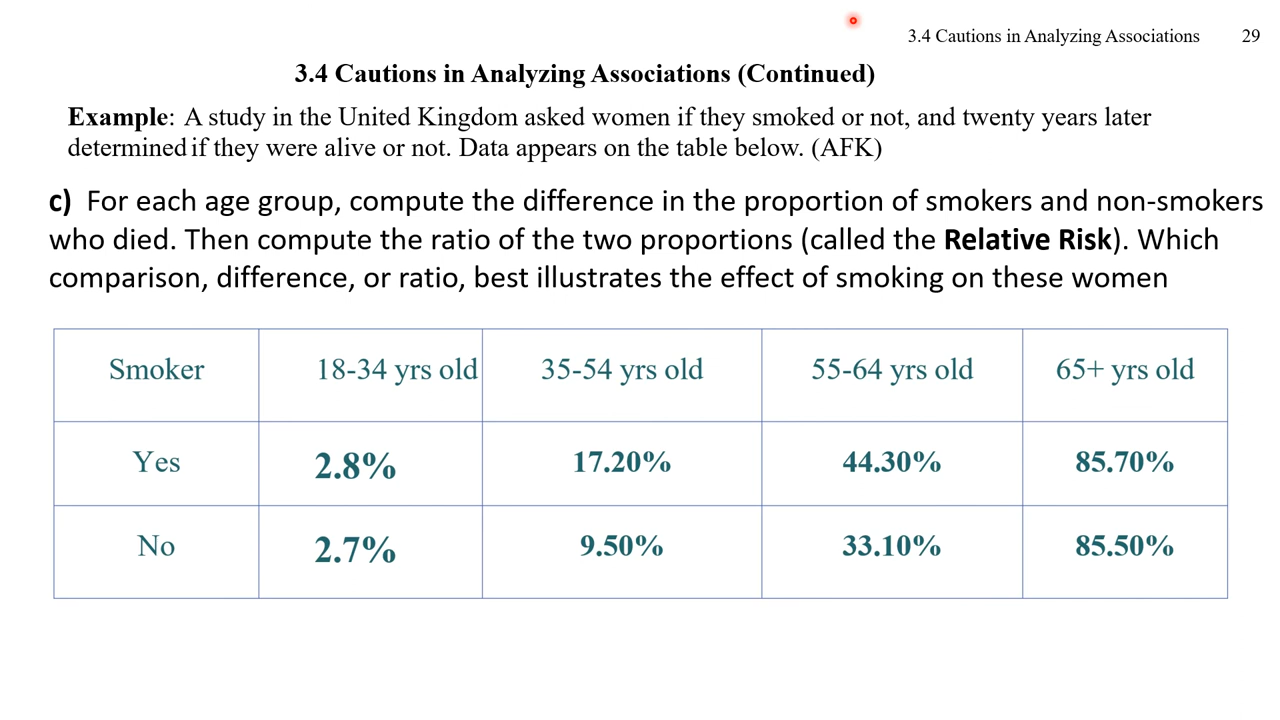 3.4 Cautions in Analyzing Associations 29
3.4 Cautions in Analyzing Associations (Continued)
Example: A study in the United Kingdom asked women if they smoked or not, and twenty years later
determined if they were alive or not. Data appears on the table below. (AFK)
c) For each age group, compute the difference in the proportion of smokers and non-smokers
who died. Then compute the ratio of the two proportions (called the Relative Risk). Which
comparison, difference, or ratio, best illustrates the effect of smoking on these women
Smoker 18-34 yrs old 35-54 yrs old 55-64 yrs old 65+ yrs old
Yes 2.8% 17.20% 44.30% 85.70%
No 2.7% 9.50% 33.10% 85.50%